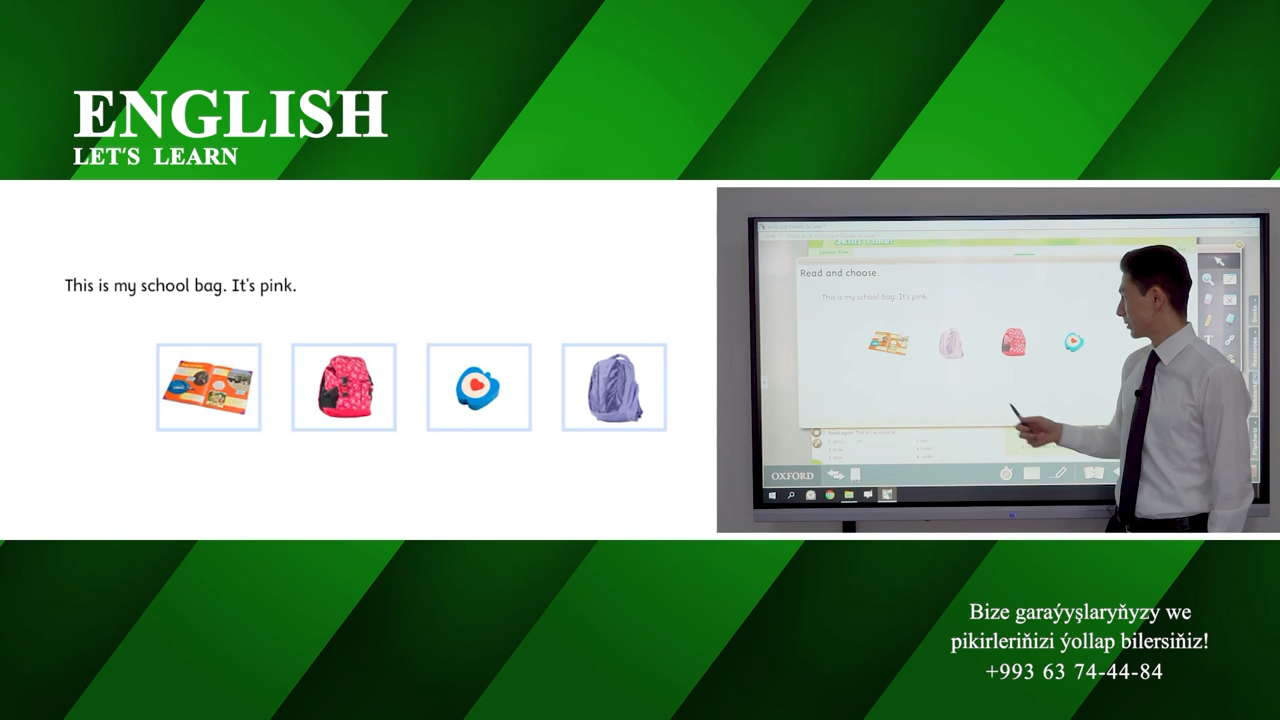 ENGLISH
LET'S LEARN
This is my school bag. It's pink.
Read and choose.
This is my school bag. It's pink.
OXFORD
Bize garaýyşlaryňyzy we
pikirleriňizi ýollap bilersiňiz!
+993 63 74-44-84